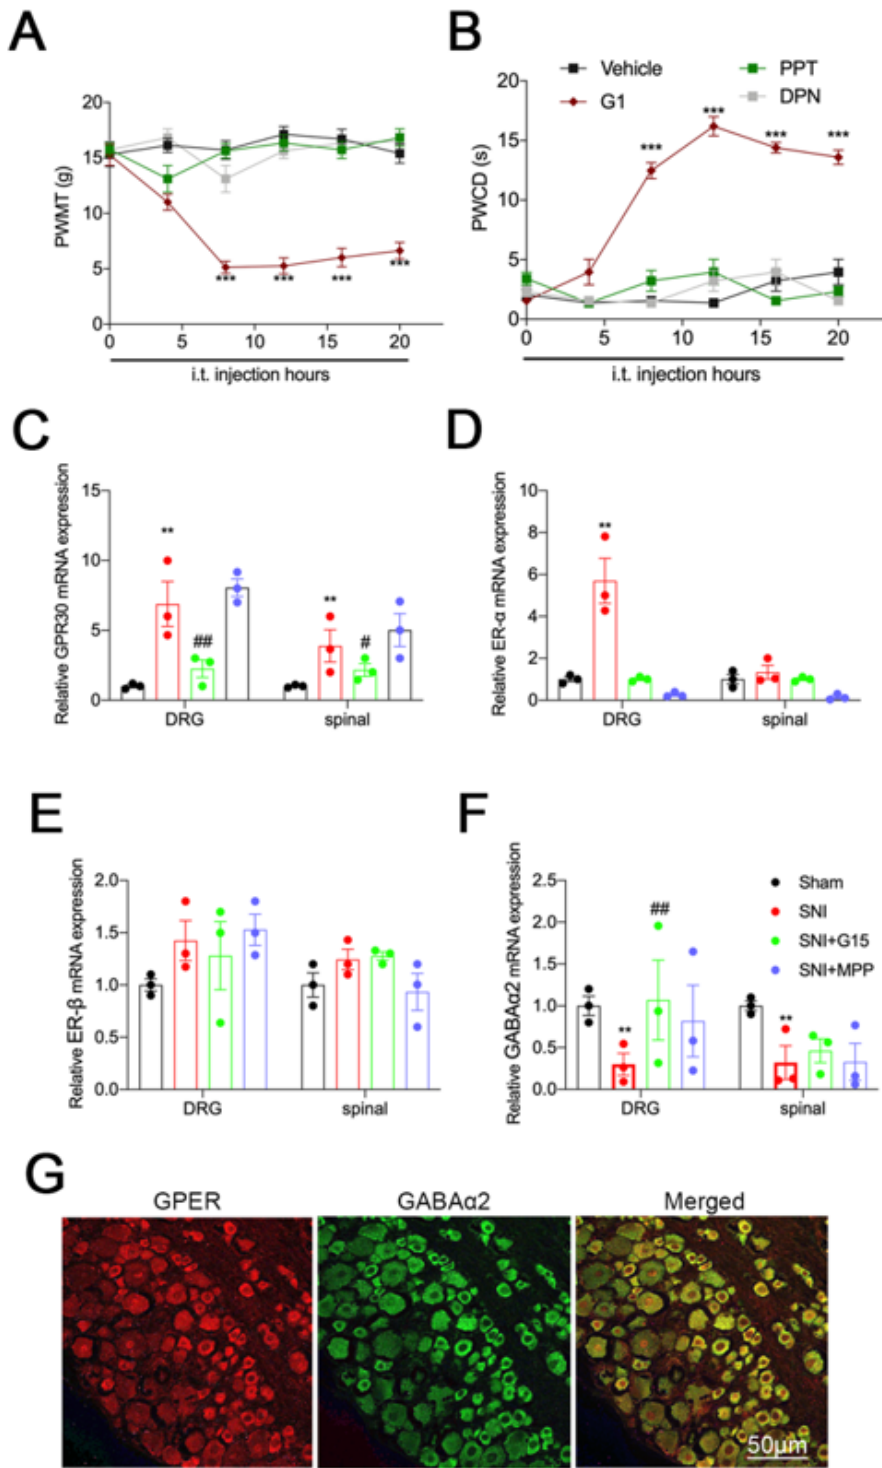 A
PWMT (g)
20
15
10
5
0
0 5 10 15 20
*** *** *** ***
i.t. injection hours
B
Vehicle PPT
G1 DPN
PWCD (s)
20
15
10
5
0
0 5 10 15 20
*** *** *** ***
i.t. injection hours
C
Relative GPR30 mRNA expression
15
10
5
0
** ## ** #
DRG spinal
D
Relative ER-α mRNA expression
10
8
6
4
2
0
**
DRG spinal
E
Relative ER-β mRNA expression
2.0
1.5
1.0
0.5
0.0
DRG spinal
F
Relative GABAα2 mRNA expression
2.5
2.0
1.5
1.0
0.5
0.0
** ## **
DRG spinal
Sham
SNI
SNI+G15
SNI+MPP
G
GPER GABAα2 Merged
50μm